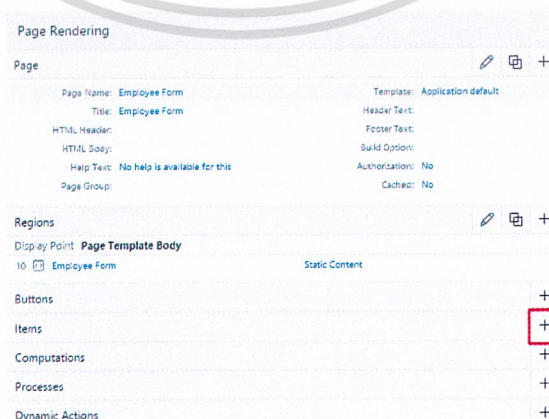 Page Rendering
Page
Page Name: Employee Form
Template: Application default
Title: Employee Form
Header Text:
HTML Header:
Footer Text:
HTML Body:
Build Option:
Help Text: No help is available for this
Authorization: No
Page Group:
Cached: No
Regions
Display Point Page Template Body
10 Employee Form Static Content
Buttons
Items
Computations
Processes
Dynamic Actions